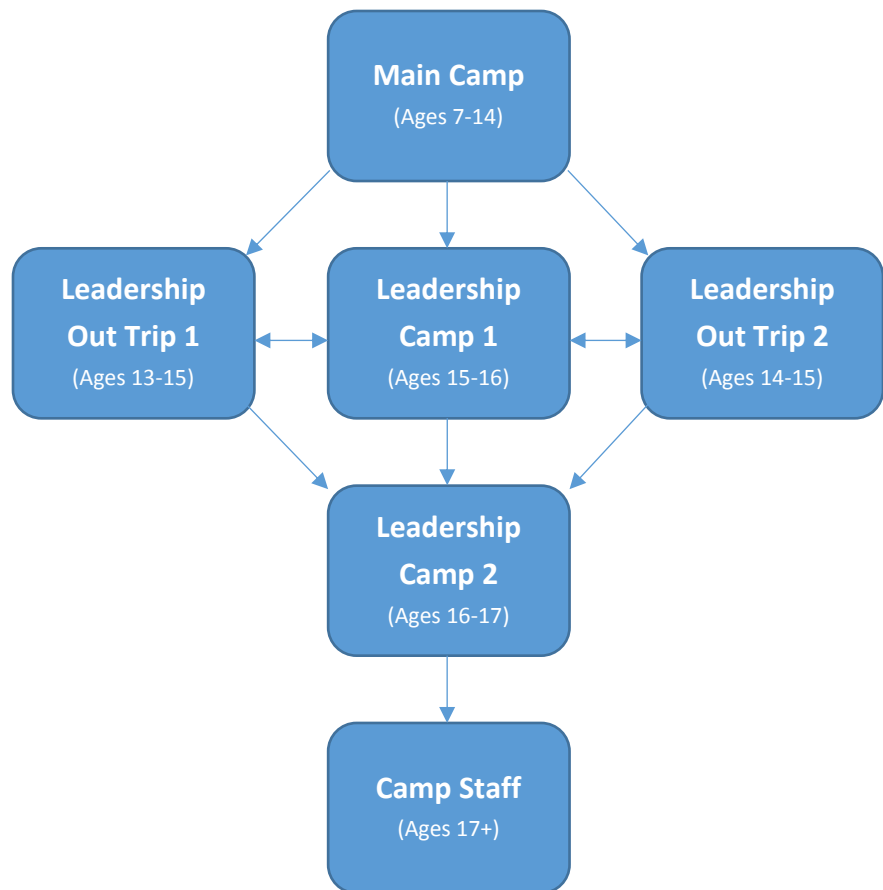 Main Camp
(Ages 7-14)
Leadership
Out Trip 1
(Ages 13-15)
Leadership
Camp 1
(Ages 15-16)
Leadership
Out Trip 2
(Ages 14-15)
Leadership
Camp 2
(Ages 16-17)
Camp Staff
(Ages 17+)